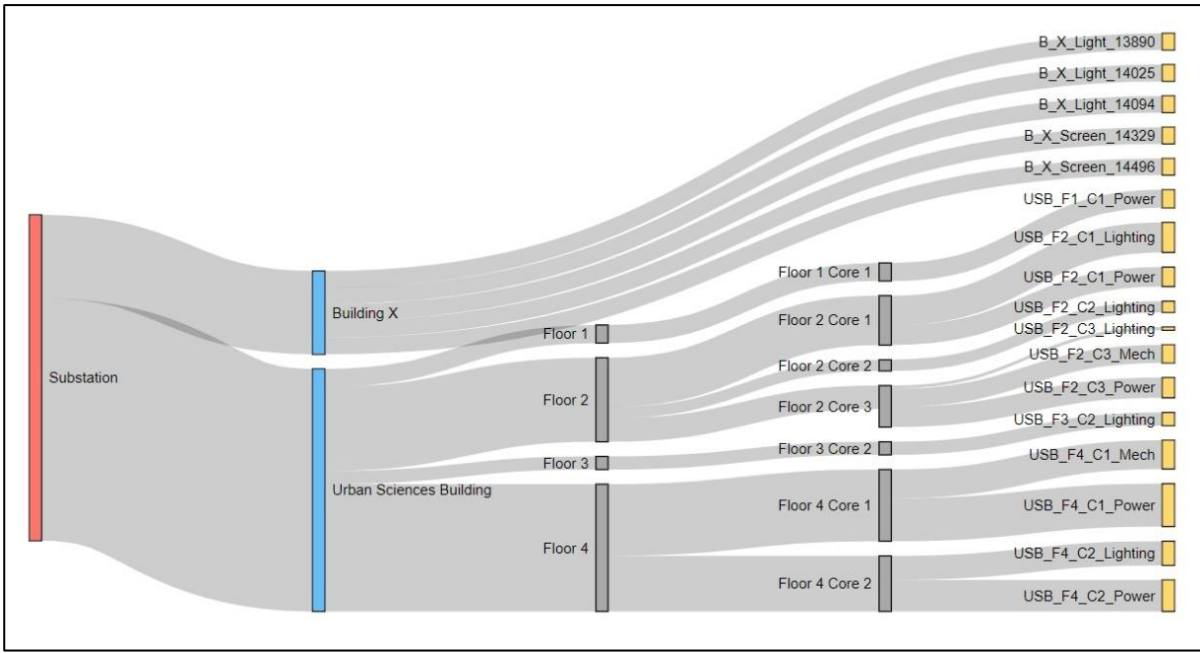 Substation
Building X
Urban Sciences Building
Floor 1
Floor 2
Floor 3
Floor 4
Floor 1 Core 1
Floor 2 Core 1
Floor 2 Core 2
Floor 2 Core 3
Floor 3 Core 2
Floor 4 Core 1
Floor 4 Core 2
B_X_Light_13890
B_X_Light_14025
B_X_Light_14094
B_X_Screen_14329
B_X_Screen_14496
USB_F1_C1_Power
USB_F2_C1_Lighting
USB_F2_C1_Power
USB_F2_C2_Lighting
USB_F2_C3_Lighting
USB_F2_C3_Mech
USB_F2_C3_Power
USB_F3_C2_Lighting
USB_F4_C1_Mech
USB_F4_C1_Power
USB_F4_C2_Lighting
USB_F4_C2_Power